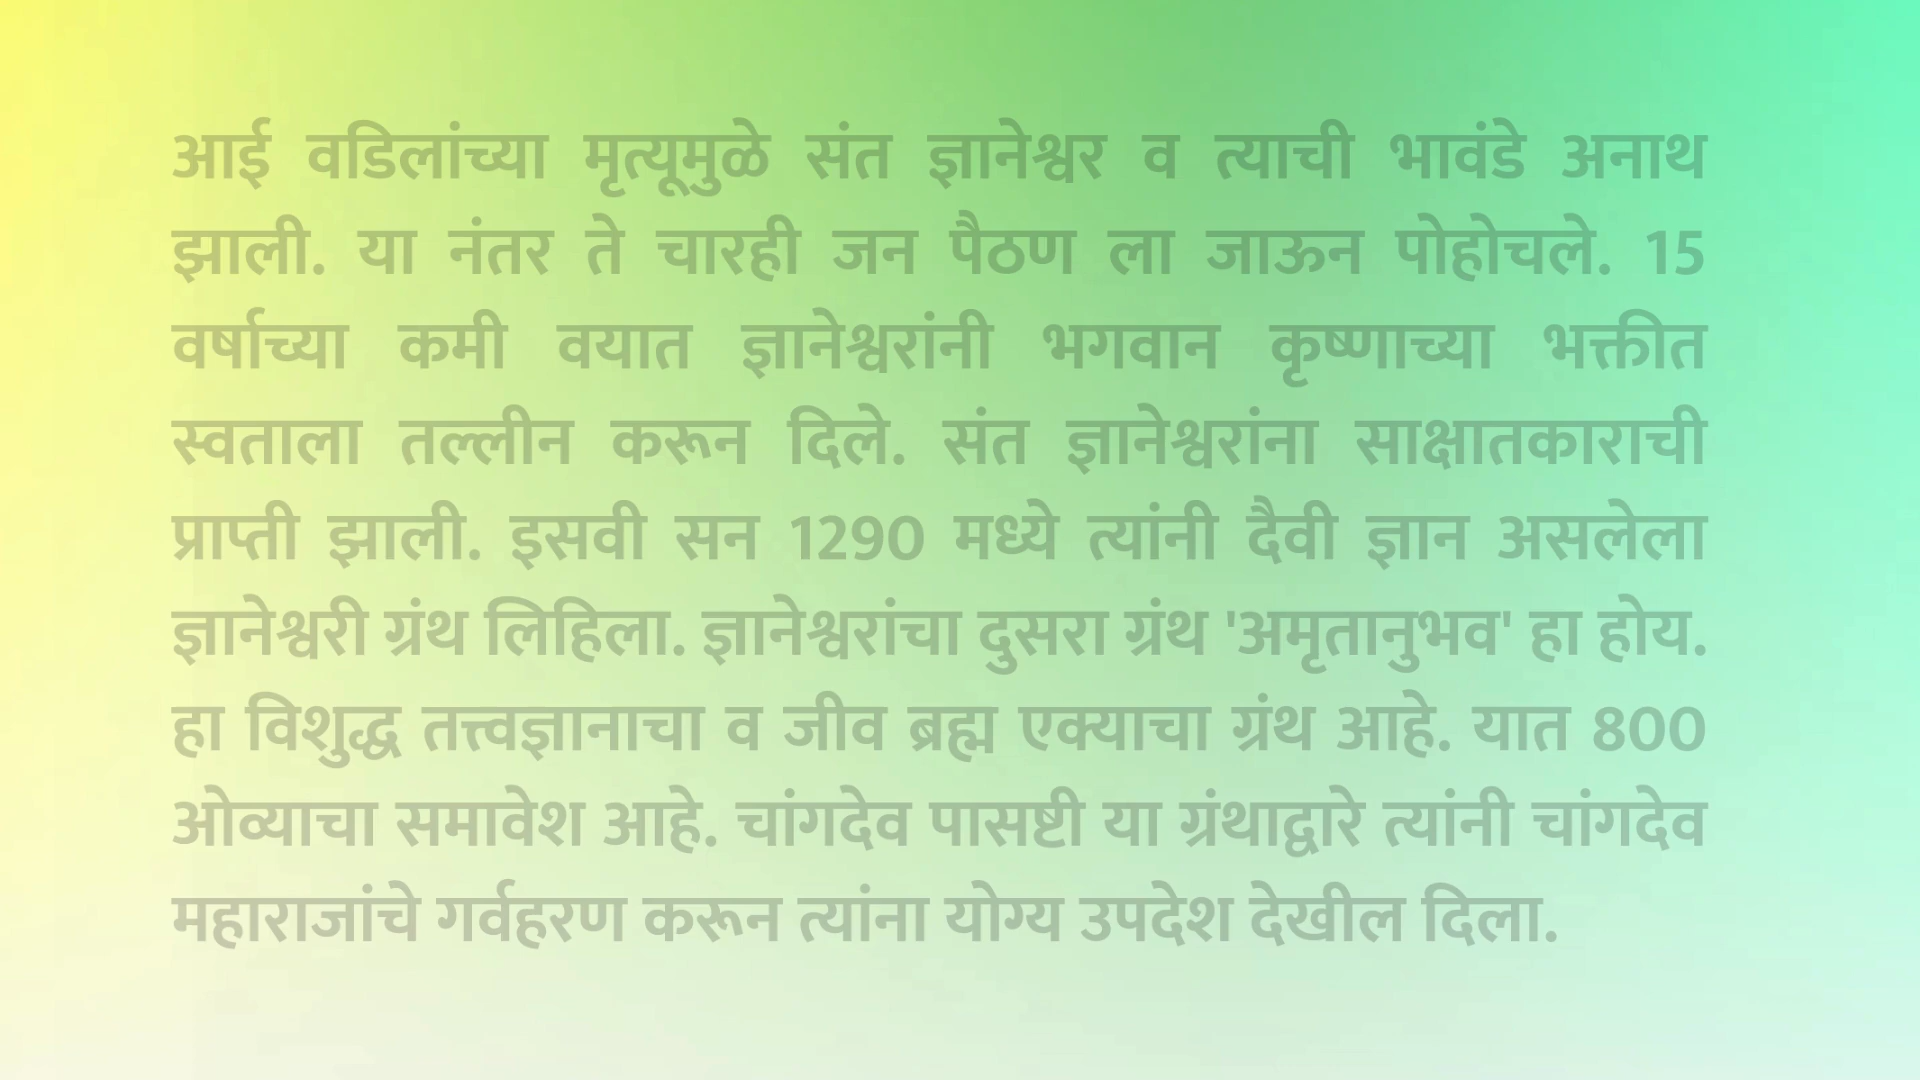 आई वडिलांच्या मृत्यूमुळे संत ज्ञानेश्वर व त्याची भावंडे अनाथ
झाली. या नंतर ते चारही जन पैठण ला जाऊन पोहोचले. 15
वर्षाच्या कमी वयात ज्ञानेश्वरांनी भगवान कृष्णाच्या भक्तीत
स्वताला तल्लीन करून दिले. संत ज्ञानेश्वरांना साक्षातकाराची
प्राप्ती झाली. इसवी सन 1290 मध्ये त्यांनी दैवी ज्ञान असलेला
ज्ञानेश्वरी ग्रंथ लिहिला. ज्ञानेश्वरांचा दुसरा ग्रंथ 'अमृतानुभव' हा होय.
हा विशुद्ध तत्त्वज्ञानाचा व जीव ब्रह्म एक्याचा ग्रंथ आहे. यात 800
ओव्याचा समावेश आहे. चांगदेव पासष्टी या ग्रंथाद्वारे त्यांनी चांगदेव
महाराजांचे गर्वहरण करून त्यांना योग्य उपदेश देखील दिला.